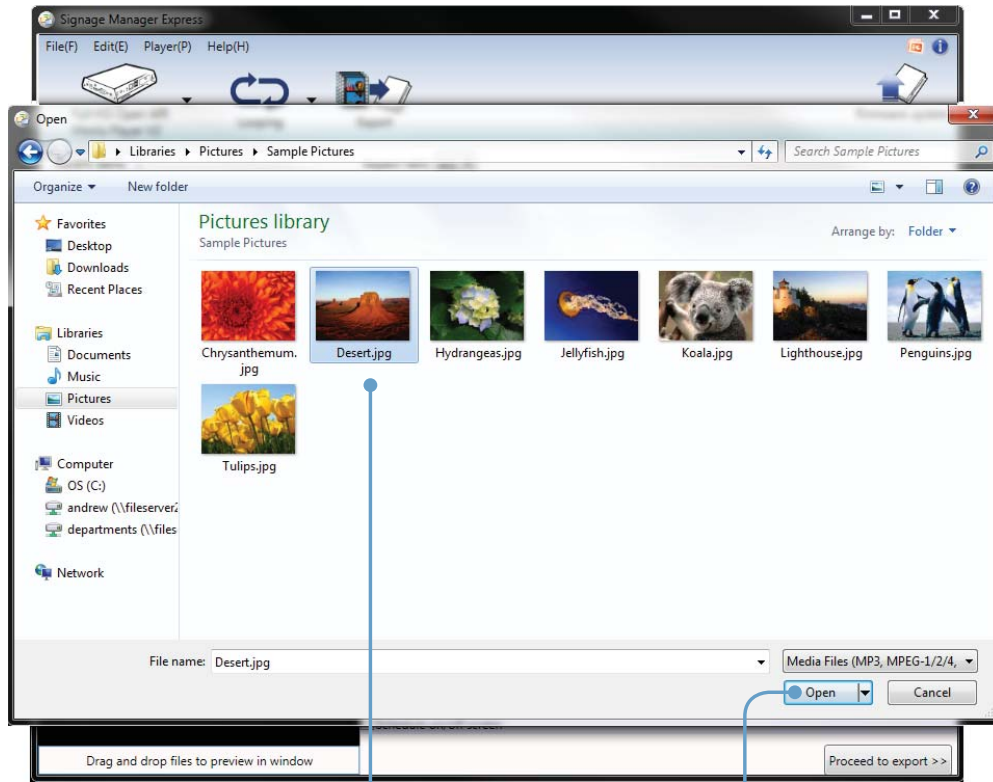 Signage Manager Express
File(F) Edit(E) Player(P) Help(H)
Open
Libraries Pictures Sample Pictures
Search Sample Pictures
Organize New folder
Favorites
Desktop
Downloads
Recent Places
Libraries
Documents
Music
Pictures
Videos
Computer
OS (C:)
andrew (\\fileserver2
departments (\\files
Network
Pictures library
Sample Pictures
Arrange by: Folder
Chrysanthemum.
jpg
Desert.jpg
Hydrangeas.jpg
Jellyfish.jpg
Koala.jpg
Lighthouse.jpg
Penguins.jpg
Tulips.jpg
File name: Desert.jpg
Media Files (MP3, MPEG-1/2/4,
Open Cancel
Drag and drop files to preview in window
Proceed to export >>